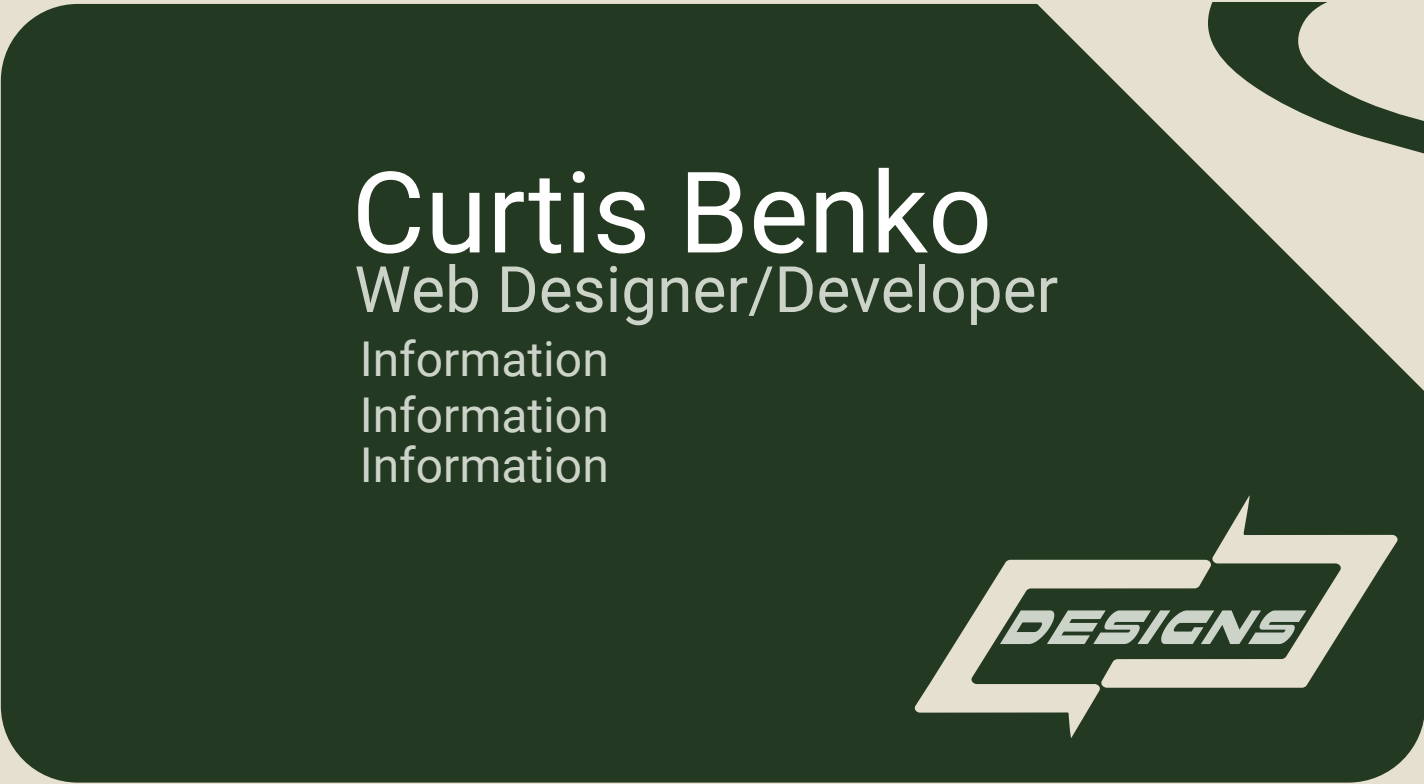 Curtis Benko
Web Designer/Developer
Information
Information
Information
DESIGNS